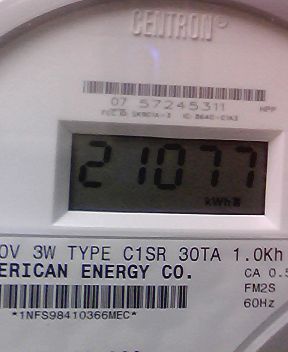 CENTRON
07 57245311
21077
kWh
0V 3W TYPE C1SR 30TA 1.0Kh
ERICAN ENERGY CO.
CA 0.5
FM2S
60Hz
*1NFS98410366MEC*